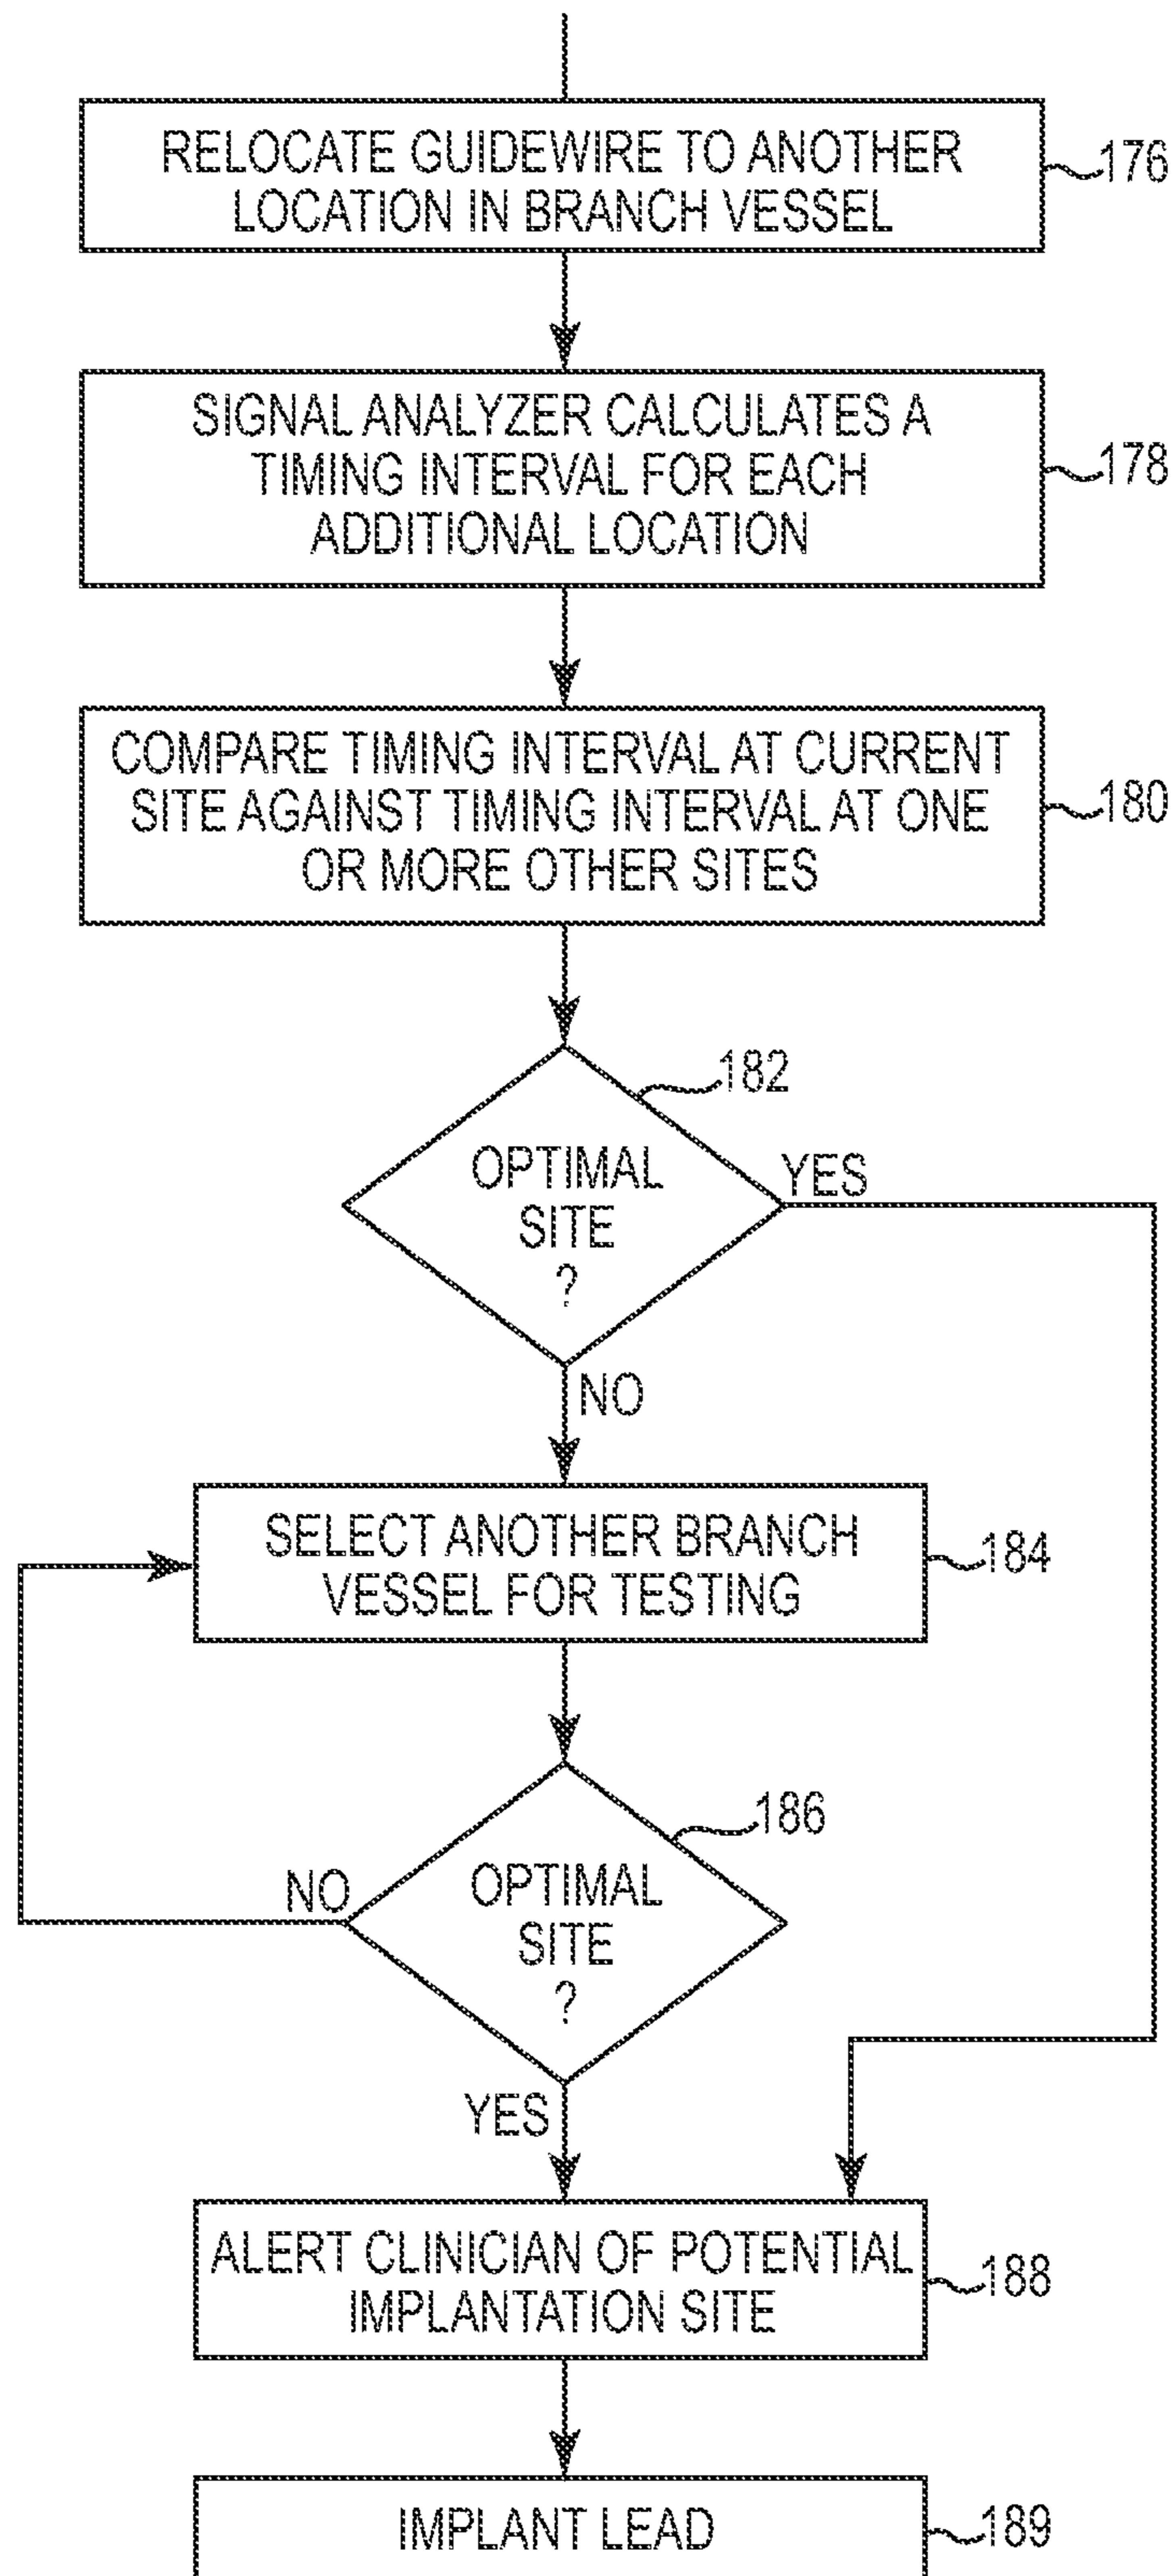 RELOCATE GUIDEWIRE TO ANOTHER
LOCATION IN BRANCH VESSEL
176
SIGNAL ANALYZER CALCULATES A
TIMING INTERVAL FOR EACH
ADDITIONAL LOCATION
178
COMPARE TIMING INTERVAL AT CURRENT
SITE AGAINST TIMING INTERVAL AT ONE
OR MORE OTHER SITES
180
182
OPTIMAL
SITE
?
YES
NO
SELECT ANOTHER BRANCH
VESSEL FOR TESTING
184
186
OPTIMAL
SITE
?
NO
YES
ALERT CLINICIAN OF POTENTIAL
IMPLANTATION SITE
188
IMPLANT LEAD
189